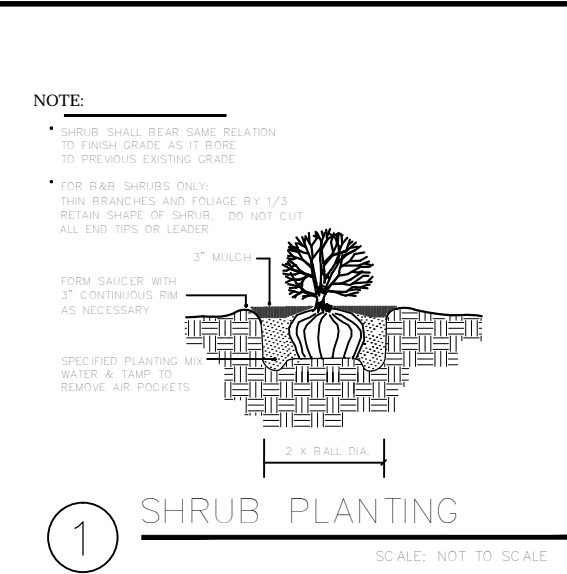 NOTE:
• SHRUB SHALL BEAR SAME RELATION
TO FINISH GRADE AS IT BORE
TO PREVIOUS EXISTING GRADE
• FOR B&B SHRUBS ONLY:
THIN BRANCHES AND FOLIAGE BY 1/3
RETAIN SHAPE OF SHRUB. DO NOT CUT
ALL END TIPS OR LEADER
3" MULCH
FORM SAUCER WITH
3" CONTINUOUS RIM
AS NECESSARY
SPECIFIED PLANTING MIX
WATER & TAMP TO
REMOVE AIR POCKETS
2 X BALL DIA.
1
SHRUB PLANTING
SCALE: NOT TO SCALE